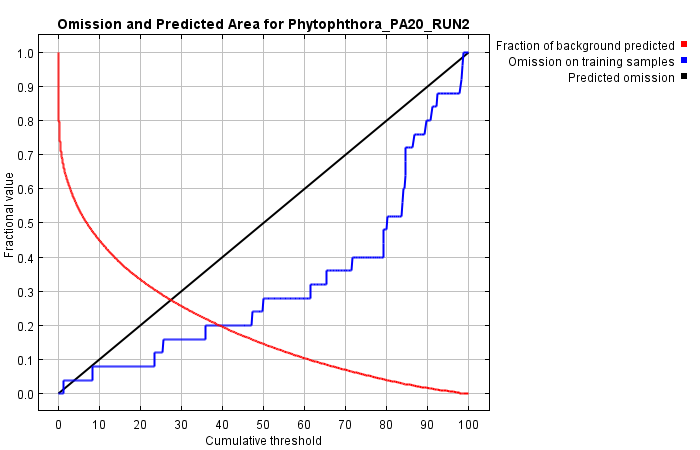 Omission and Predicted Area for Phytophthora_PA20_RUN2
Fraction of background predicted
Omission on training samples
Predicted omission
Fractional value
1.0
0.9
0.8
0.7
0.6
0.5
0.4
0.3
0.2
0.1
0.0
0 10 20 30 40 50 60 70 80 90 100
Cumulative threshold